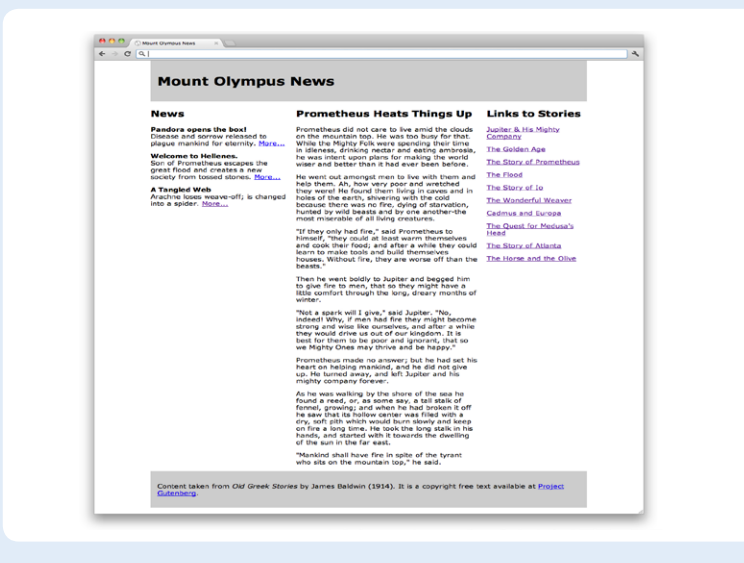 Mount Olympus News
Mount Olympus News
News
Pandora opens the box!
Disease and sorrow released to
plague mankind for eternity. More...
Welcome to Hellenes.
Son of Prometheus escapes the
great flood and creates a new
society from tossed stones. More...
A Tangled Web
Arachne loses weave-off; is changed
into a spider. More...
Prometheus Heats Things Up
Prometheus did not care to live amid the clouds
on the mountain top. He was too busy for that.
While the Mighty Folk were spending their time
in idleness, drinking nectar and eating ambrosia,
he was intent upon plans for making the world
wiser and better than it had ever been before.
He went out amongst men to live with them and
help them. Ah, how very poor and wretched
they were! He found them living in caves and in
holes of the earth, shivering with the cold
because there was no fire, dying of starvation,
hunted by wild beasts and by one another-the
most miserable of all living creatures.
"If they only had fire," said Prometheus to
himself, "they could at least warm themselves
and cook their food; and after a while they could
learn to make tools and build themselves
houses. Without fire, they are worse off than the
beasts."
Then he went boldly to Jupiter and begged him
to give fire to men, that so they might have a
little comfort through the long, dreary months of
winter.
"Not a spark will I give," said Jupiter. "No,
indeed! Why, if men had fire they might become
strong and wise like ourselves, and after a while
they would drive us out of our kingdom. It is
best for them to be poor and ignorant, that so
we Mighty Ones may thrive and be happy."
Prometheus made no answer; but he had set his
heart on helping mankind, and he did not give
up. He turned away, and left Jupiter and his
mighty company forever.
As he was walking by the shore of the sea he
found a reed, or, as some say, a tall stalk of
fennel, growing; and when he had broken it off
he saw that its hollow center was filled with a
dry, soft pith which would burn slowly and keep
on fire a long time. He took the long stalk in his
hands, and started with it towards the dwelling
of the sun in the far east.
"Mankind shall have fire in spite of the tyrant
who sits on the mountain top," he said.
Links to Stories
Jupiter & His Mighty
Company
The Golden Age
The Story of Prometheus
The Flood
The Story of Io
The Wonderful Weaver
Cadmus and Europa
The Quest for Medusa's
Head
The Story of Atlanta
The Horse and the Olive
Content taken from Old Greek Stories by James Baldwin (1914). It is a copyright free text available at Project
Gutenberg.